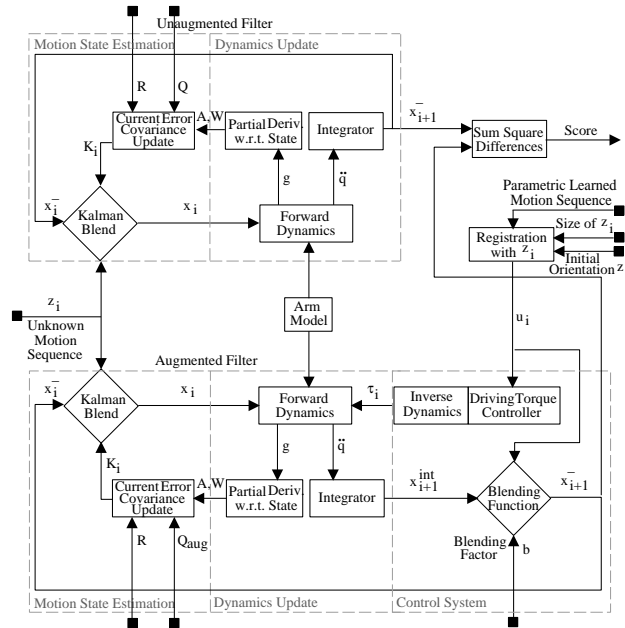 Unaugmented Filter
Motion State Estimation
Dynamics Update
R
Q
Current Error
Covariance
Update
A,W
Partial Deriv.
w.r.t. State
Integrator
x⁻ᵢ₊₁
Sum Square
Differences
Score
Kᵢ
g
q̈
xᵢ⁻
Kalman
Blend
xᵢ
Forward
Dynamics
Parametric Learned
Motion Sequence
Size of zᵢ
Registration
with zᵢ
Initial
Orientation z
zᵢ
Unknown
Motion
Sequence
Arm
Model
uᵢ
Augmented Filter
xᵢ⁻
Kalman
Blend
xᵢ
Forward
Dynamics
τᵢ
Inverse
Dynamics
Driving Torque
Controller
Kᵢ
g
q̈
Current Error
Covariance
Update
A,W
Partial Deriv.
w.r.t. State
Integrator
xᵢ₊₁ⁱⁿᵗ
Blending
Function
x⁻ᵢ₊₁
R
Qaug
Blending
Factor
b
Motion State Estimation
Dynamics Update
Control System